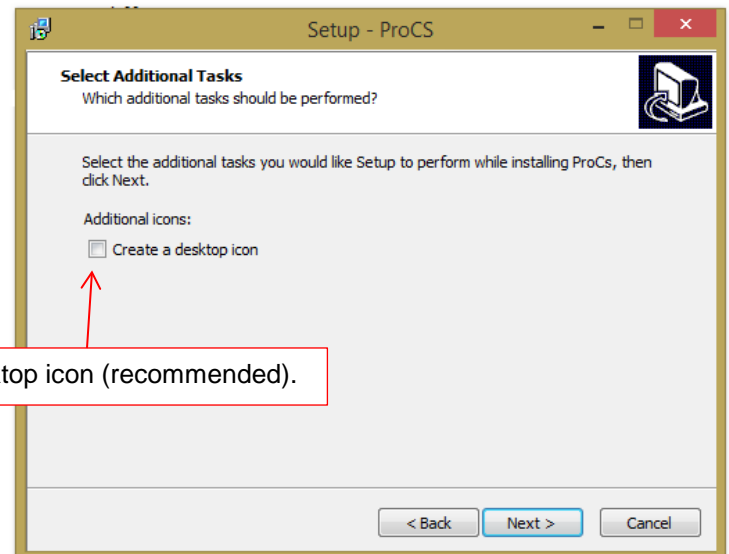 Setup - ProCS
Select Additional Tasks
Which additional tasks should be performed?
Select the additional tasks you would like Setup to perform while installing ProCs, then
click Next.
Additional icons:
Create a desktop icon
icon (recommended).
< Back
Next >
Cancel